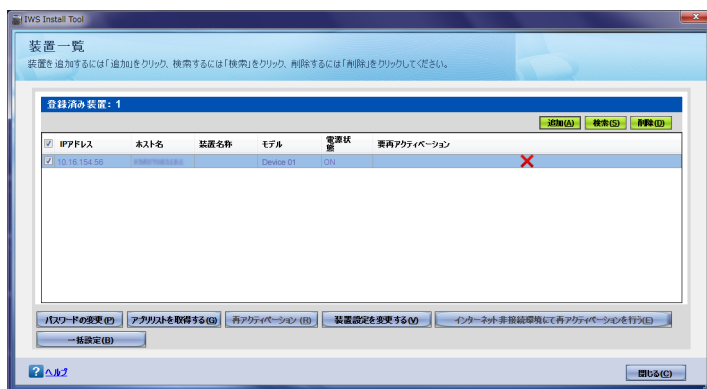 IWS Install Tool
装置一覧
装置を追加するには「追加」をクリック、検索するには「検索」をクリック、削除するには「削除」をクリックしてください。
登録済み装置: 1
追加(A) 検索(S) 削除(D)
IPアドレス ホスト名 装置名称 モデル 電源状態 要再アクティベーション
10.16.154.56 Device 01 ON
パスワードの変更(P) アプリリストを取得する(G) 再アクティベーション(R) 装置設定を変更する(V) インターネット非接続環境にて再アクティベーションを行う(E)
一括設定(B)
ヘルプ 閉じる(C)